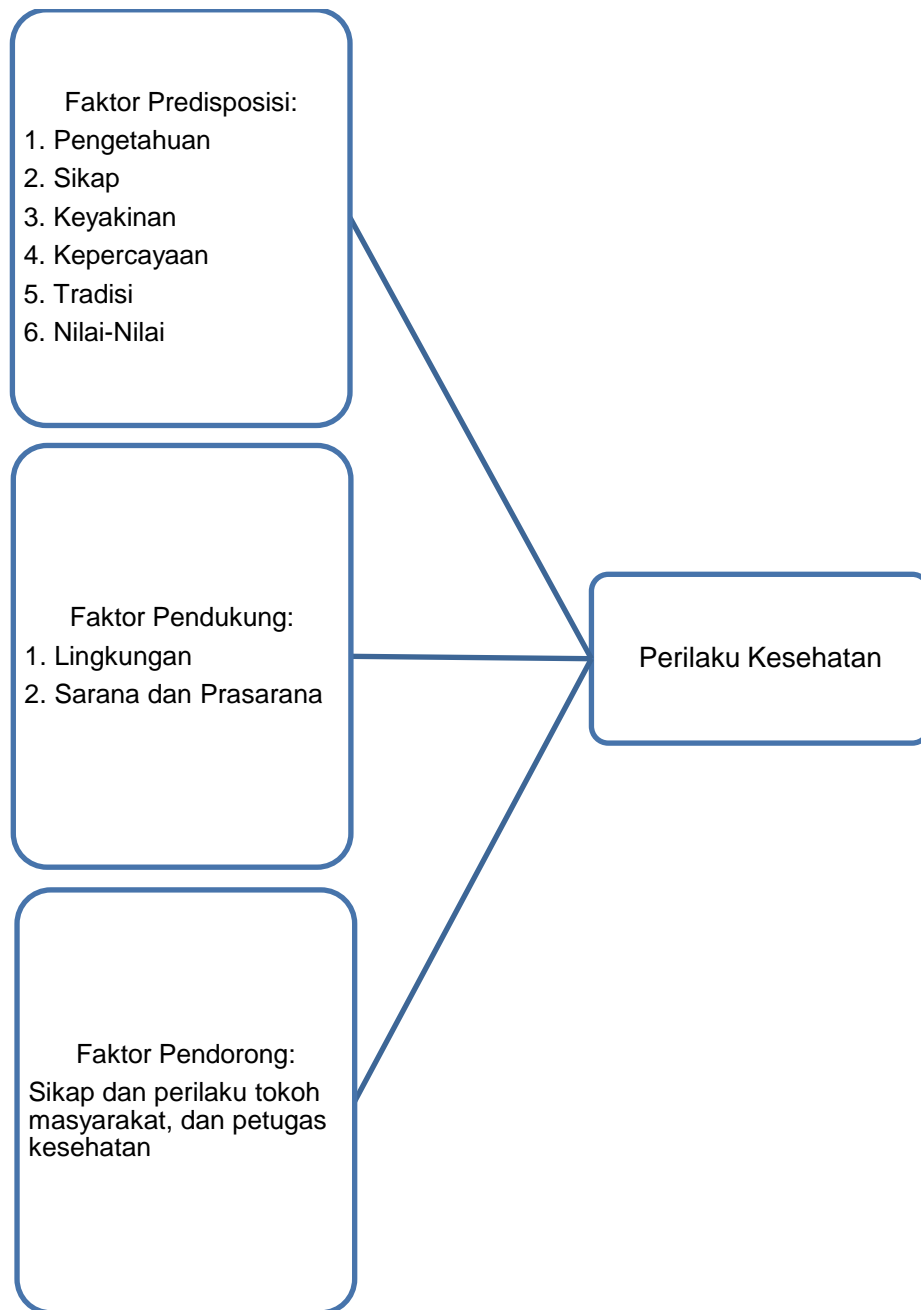 Faktor Predisposisi:
1. Pengetahuan
2. Sikap
3. Keyakinan
4. Kepercayaan
5. Tradisi
6. Nilai-Nilai
Faktor Pendukung:
1. Lingkungan
2. Sarana dan Prasarana
Perilaku Kesehatan
Faktor Pendorong:
Sikap dan perilaku tokoh
masyarakat, dan petugas
kesehatan